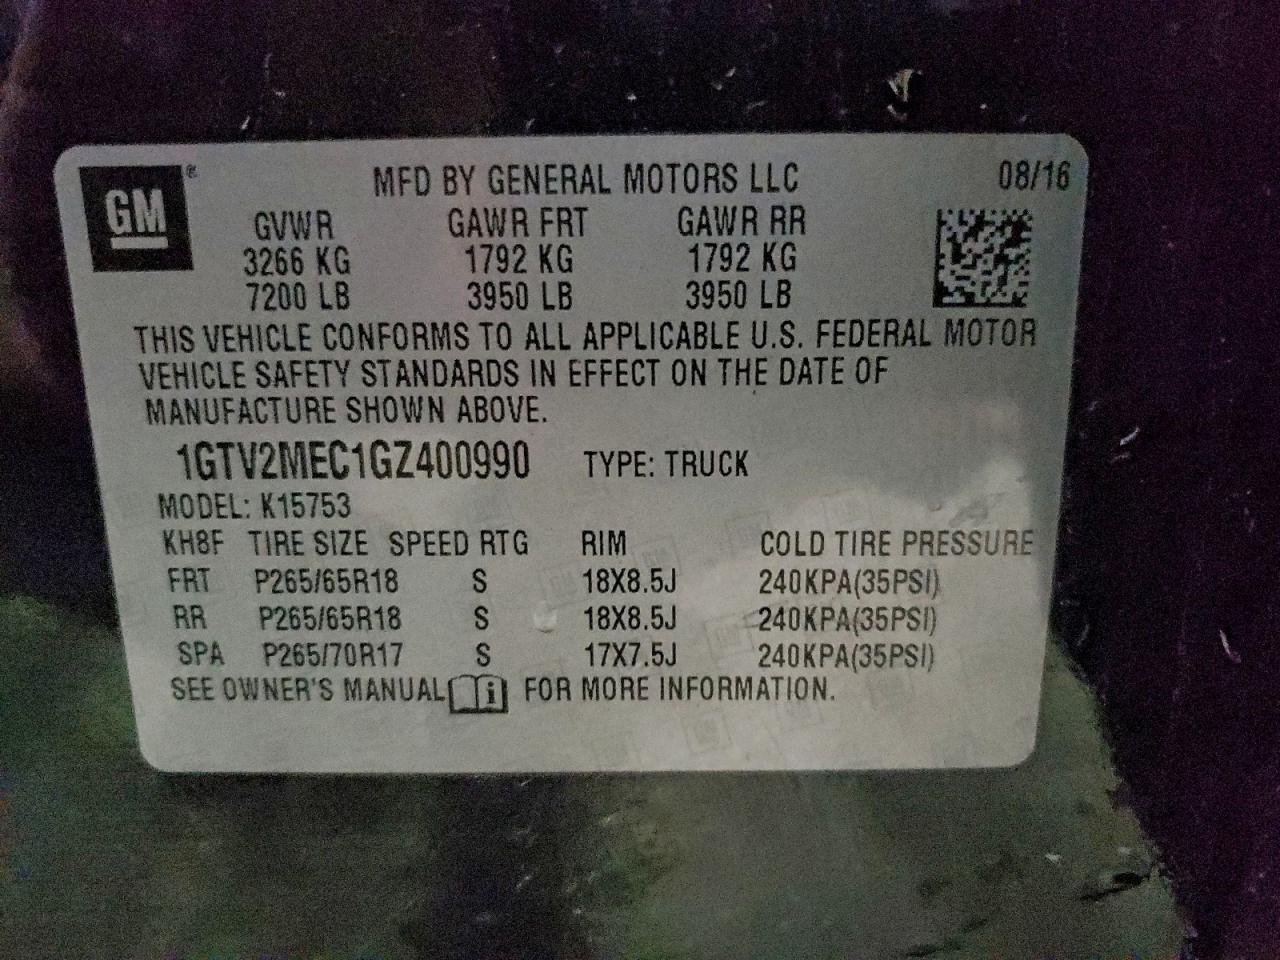 GM ® MFD BY GENERAL MOTORS LLC 08/16
GVWR GAWR FRT GAWR RR
3266 KG 1792 KG 1792 KG
7200 LB 3950 LB 3950 LB
THIS VEHICLE CONFORMS TO ALL APPLICABLE U.S. FEDERAL MOTOR
VEHICLE SAFETY STANDARDS IN EFFECT ON THE DATE OF
MANUFACTURE SHOWN ABOVE.
1GTV2MEC1GZ400990 TYPE: TRUCK
MODEL: K15753
KH8F TIRE SIZE SPEED RTG RIM COLD TIRE PRESSURE
FRT P265/65R18 S 18X8.5J 240KPA(35PSI)
RR P265/65R18 S 18X8.5J 240KPA(35PSI)
SPA P265/70R17 S 17X7.5J 240KPA(35PSI)
SEE OWNER'S MANUAL i FOR MORE INFORMATION.